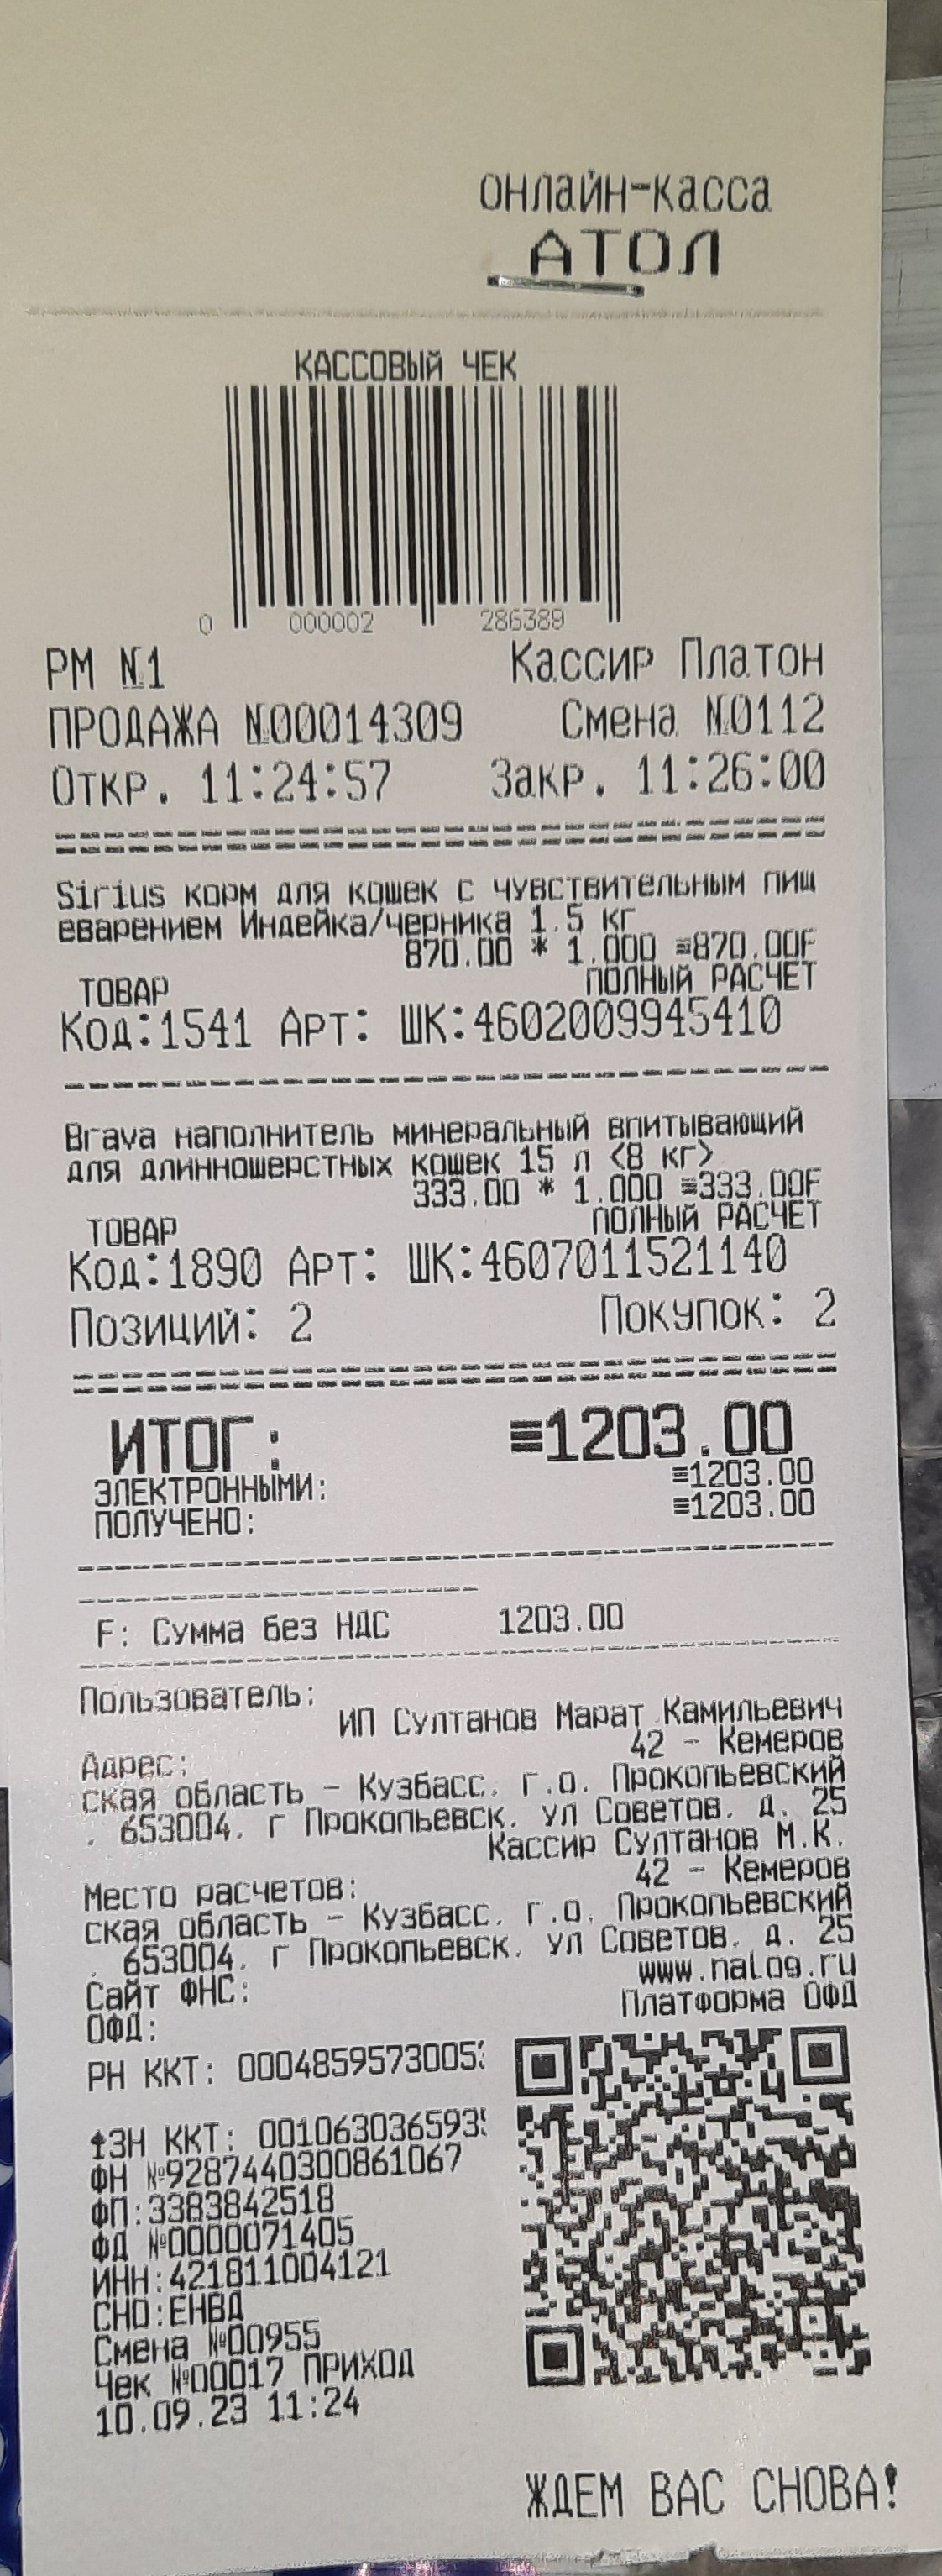 онлайн-касса
АТОЛ
КАССОВЫЙ ЧЕК
0 000002 286389
РМ №1 Кассир Платон
ПРОДАЖА №00014309 Смена №0112
Откр. 11:24:57 Закр. 11:26:00
Sirius корм для кошек с чувствительным пищ
еварением Индейка/черника 1.5 кг
870.00 * 1.000 ≡870.00F
ТОВАР ПОЛНЫЙ РАСЧЕТ
Код:1541 Арт: ШК:4602009945410
Brava наполнитель минеральный впитывающий
для длинношерстных кошек 15 л <8 кг>
333.00 * 1.000 ≡333.00F
ТОВАР ПОЛНЫЙ РАСЧЕТ
Код:1890 Арт: ШК:4607011521140
Позиций: 2 Покупок: 2
ИТОГ: ≡1203.00
ЭЛЕКТРОННЫМИ: ≡1203.00
ПОЛУЧЕНО: ≡1203.00
F: Сумма без НДС 1203.00
Пользователь:
ИП Султанов Марат Камильевич
Адрес: 42 - Кемеров
ская область - Кузбасс, г.о. Прокопьевский
, 653004, г Прокопьевск, ул Советов, д. 25
Кассир Султанов М.К.
Место расчетов: 42 - Кемеров
ская область - Кузбасс, г.о. Прокопьевский
, 653004, г Прокопьевск, ул Советов, д. 25
Сайт ФНС: www.nalog.ru
ОФД: Платформа ОФД
РН ККТ: 0004859573005
↑ЗН ККТ: 001063036593
ФН №9287440300861067
ФП:3383842518
ФД №0000071405
ИНН:421811004121
СНО:ЕНВД
Смена №00955
Чек №00017 ПРИХОД
10.09.23 11:24
ЖДЕМ ВАС СНОВА!